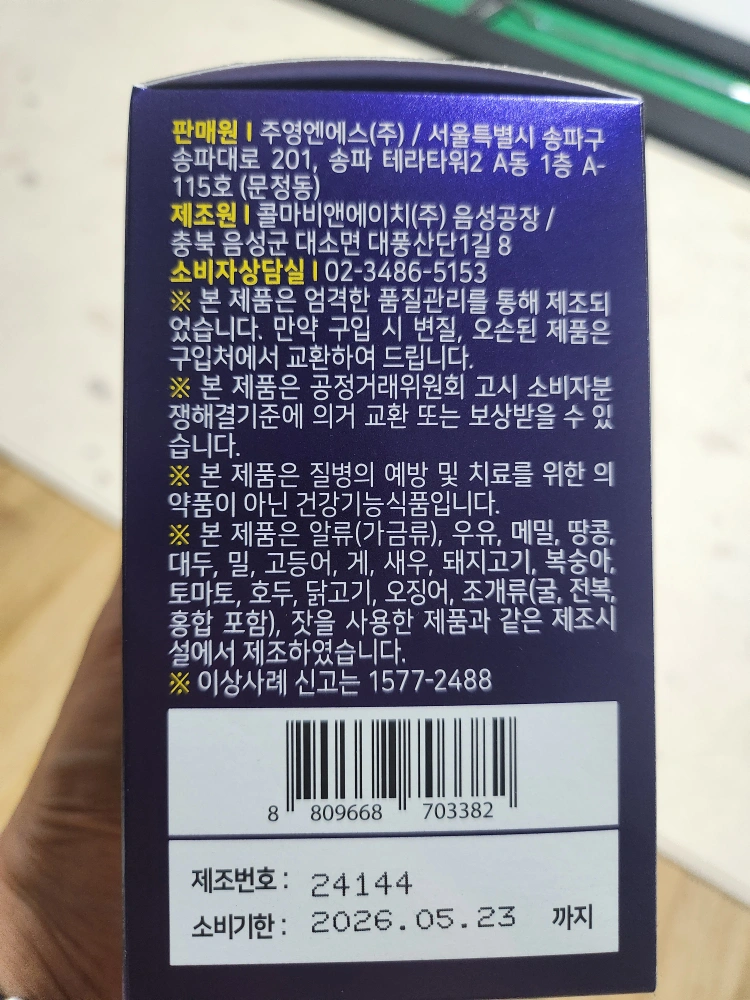 판매원 | 주영엔에스(주) / 서울특별시 송파구
송파대로 201, 송파 테라타워2 A동 1층 A-
115호 (문정동)
제조원 | 콜마비앤에이치(주) 음성공장 /
충북 음성군 대소면 대풍산단1길 8
소비자상담실 | 02-3486-5153
※ 본 제품은 엄격한 품질관리를 통해 제조되
었습니다. 만약 구입 시 변질, 오손된 제품은
구입처에서 교환하여 드립니다.
※ 본 제품은 공정거래위원회 고시 소비자분
쟁해결기준에 의거 교환 또는 보상받을 수 있
습니다.
※ 본 제품은 질병의 예방 및 치료를 위한 의
약품이 아닌 건강기능식품입니다.
※ 본 제품은 알류(가금류), 우유, 메밀, 땅콩,
대두, 밀, 고등어, 게, 새우, 돼지고기, 복숭아,
토마토, 호두, 닭고기, 오징어, 조개류(굴, 전복,
홍합 포함), 잣을 사용한 제품과 같은 제조시
설에서 제조하였습니다.
※ 이상사례 신고는 1577-2488
8 809668 703382
제조번호 : 24144
소비기한 : 2026.05.23 까지